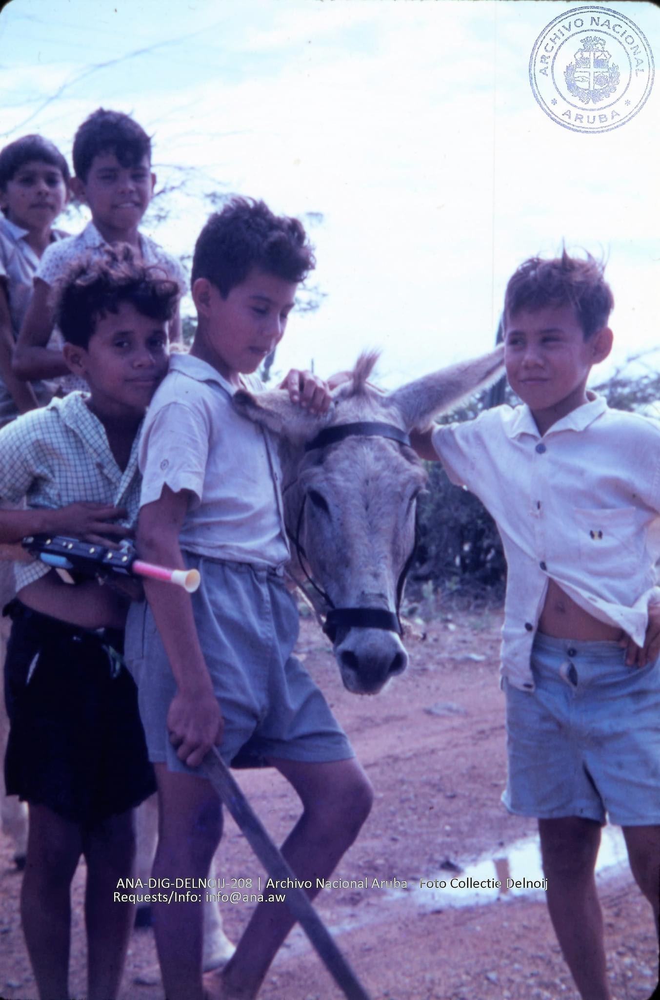 ARCHIVO NACIONAL
* ARUBA *
ANA-DIG-DELNOIJ-208 | Archivo Nacional Aruba - Foto Collectie Delnoij
Requests/Info: info@ana.aw